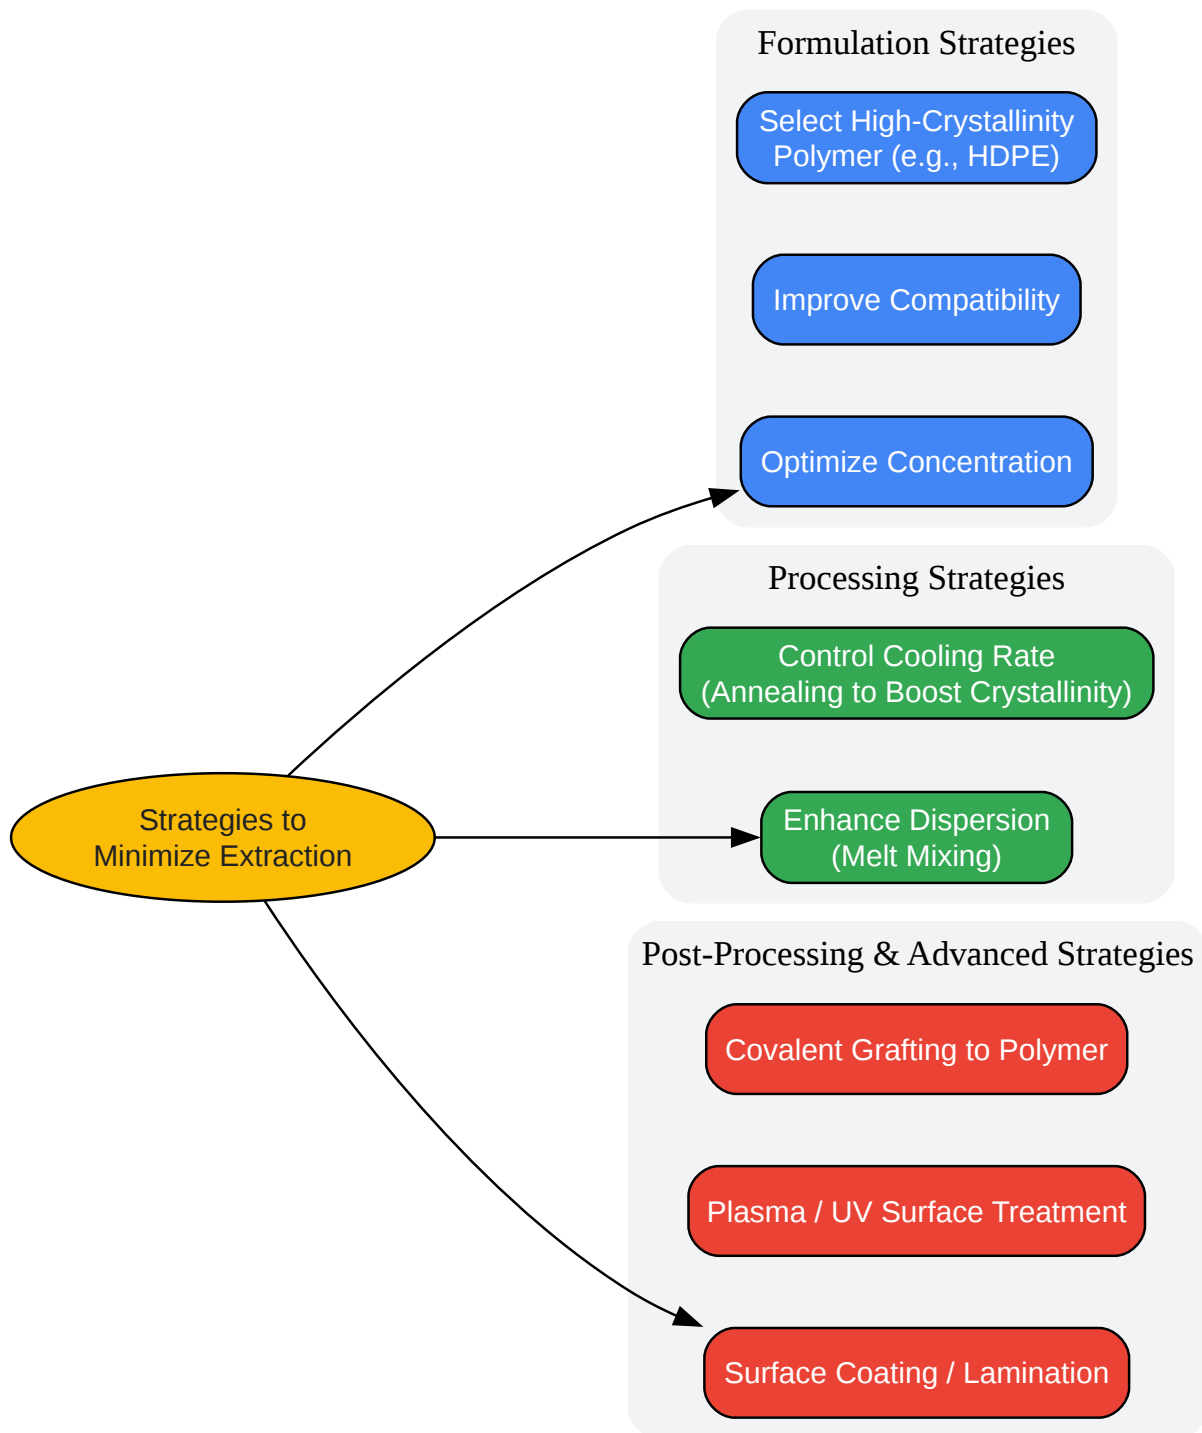 Formulation Strategies
Select High-Crystallinity
Polymer (e.g., HDPE)
Improve Compatibility
Optimize Concentration
Processing Strategies
Control Cooling Rate
(Annealing to Boost Crystallinity)
Strategies to
Minimize Extraction
Enhance Dispersion
(Melt Mixing)
Post-Processing & Advanced Strategies
Covalent Grafting to Polymer
Plasma / UV Surface Treatment
Surface Coating / Lamination